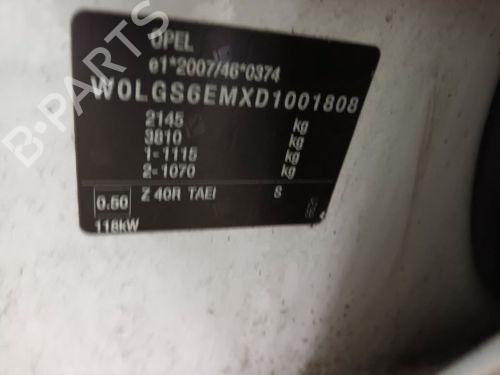 OPEL
e1*2007/46*0374
W0LGS6EMXD1001808
2145 kg
3810 kg
1-1115 kg
2-1070 kg
0.50 Z 40R TAEI S
118kW
B-PARTS